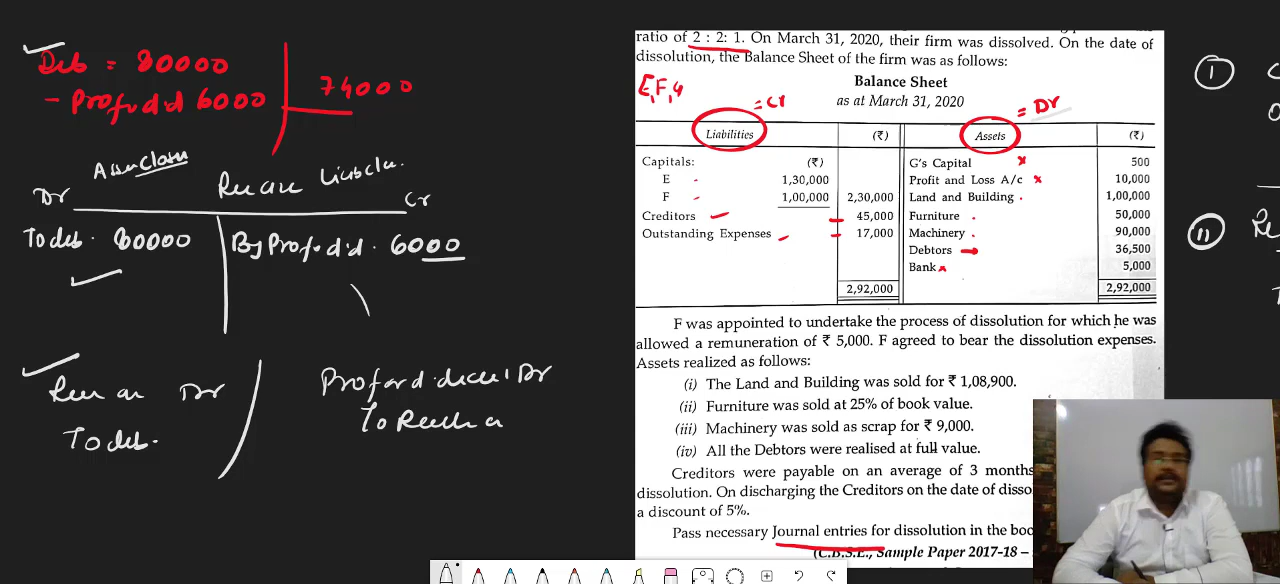 Deb = 80000
- Prof d.d 6000
74000
Dr
Cr
To deb. 80000
By Prof. d.d. 6000
Dr
To deb.
Dr
To
ratio of 2 : 2: 1. On March 31, 2020, their firm was dissolved. On the date of
dissolution, the Balance Sheet of the firm was as follows:
E, F, G
Balance Sheet
as at March 31, 2020
= Cr
= Dr
Liabilities (₹) Assets (₹)
Capitals: (₹) G's Capital 500
E 1,30,000 Profit and Loss A/c 10,000
F 1,00,000 2,30,000 Land and Building 1,00,000
Creditors 45,000 Furniture 50,000
Outstanding Expenses 17,000 Machinery 90,000
Debtors 36,500
Bank 5,000
2,92,000 2,92,000
F was appointed to undertake the process of dissolution for which he was
allowed a remuneration of ₹ 5,000. F agreed to bear the dissolution expenses.
Assets realized as follows:
(i) The Land and Building was sold for ₹ 1,08,900.
(ii) Furniture was sold at 25% of book value.
(iii) Machinery was sold as scrap for ₹ 9,000.
(iv) All the Debtors were realised at full value.
Creditors were payable on an average of 3 months
dissolution. On discharging the Creditors on the date of disso
a discount of 5%.
Pass necessary Journal entries for dissolution in the boo
(C.B.S.E., Sample Paper 2017-18 –
I
II